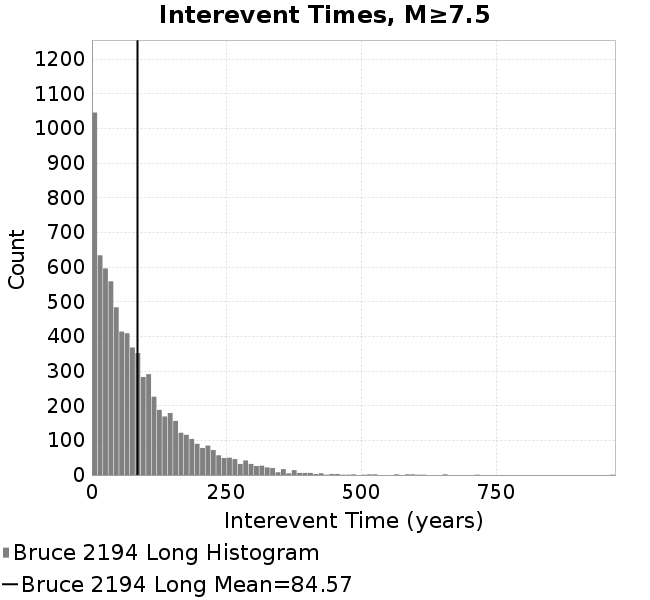 Interevent Times, M≥7.5
1200
1100
1000
900
800
700
600
500
400
300
200
100
0
Count
0 250 500 750
Interevent Time (years)
Bruce 2194 Long Histogram
Bruce 2194 Long Mean=84.57